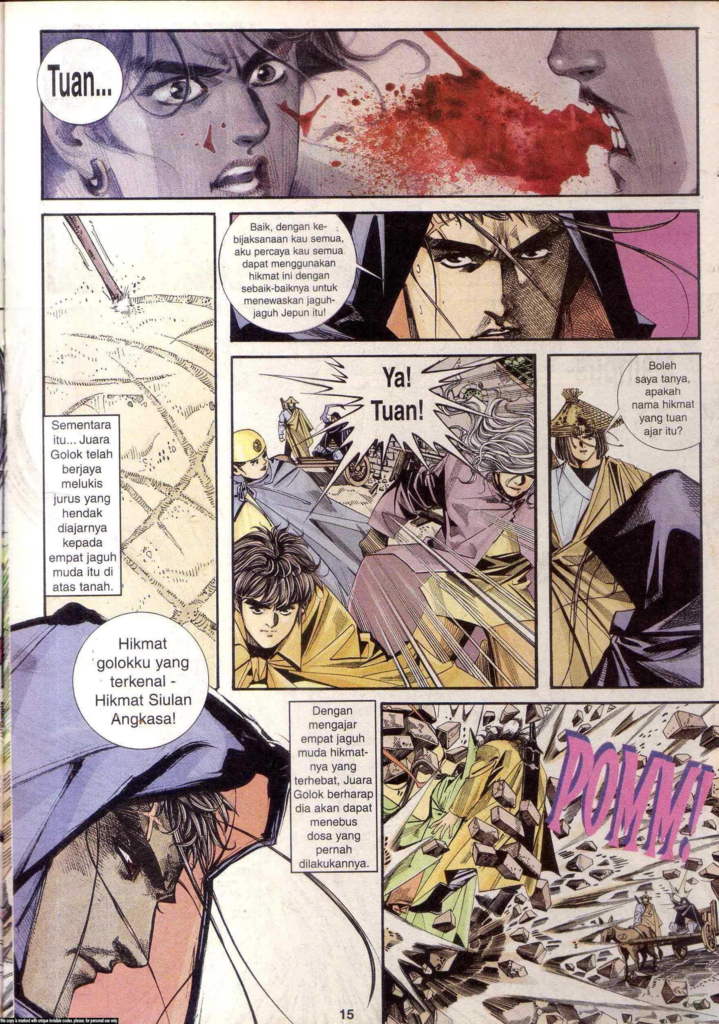 Tuan...
Baik, dengan ke-
bijaksanaan kau semua,
aku percaya kamu semua
dapat menggunakan
hikmat ini dengan
sebaik-baiknya untuk
menewaskan jaguh-
jaguh Jepun itu!
Sementara
itu... Juara
Golok telah
berjaya
melukis
jurus yang
hendak
diajarnya
kepada
empat jaguh
muda itu di
atas tanah.
Ya!
Tuan!
Boleh
saya tanya,
apakah
nama hikmat
yang tuan
ajar itu?
Hikmat
golokku yang
terkenal -
Hikmat Siulan
Angkasa!
Dengan
mengajar
empat jaguh
muda hikmat-
nya yang
terhebat, Juara
Golok berharap
dia akan dapat
menebus
dosa yang
pernah
dilakukannya.
POMM!
15